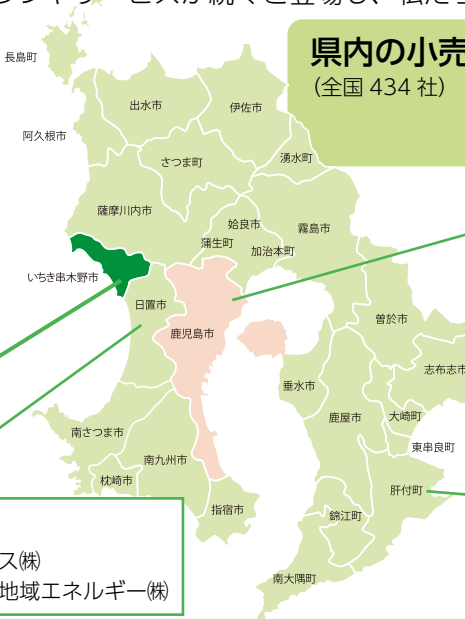 県内の小売
（全国 434 社）
長島町
出水市
伊佐市
阿久根市
さつま町
湧水町
薩摩川内市
姶良市
霧島市
蒲生町
加治本町
いちき串木野市
日置市
曽於市
鹿児島市
志布志市
垂水市
鹿屋市
大崎町
南さつま市
東串良町
南九州市
枕崎市
肝付町
指宿市
錦江町
ス㈱
地域エネルギー㈱
南大隅町